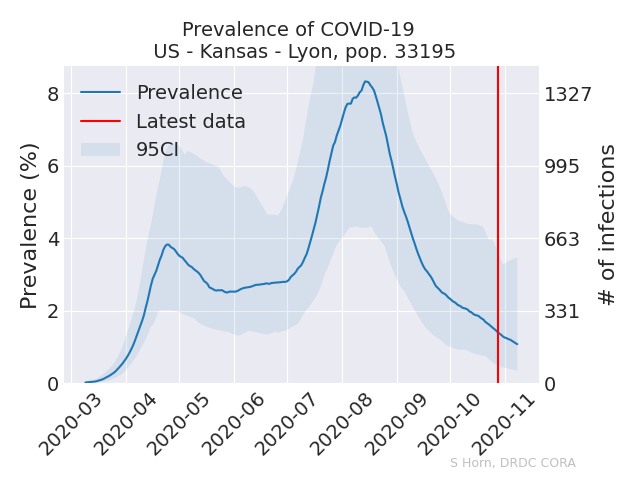 Prevalence of COVID-19
US - Kansas - Lyon, pop. 33195
Prevalence
Latest data
95CI
Prevalence (%)
8
6
4
2
0
1327
995
663
331
0
# of infections
2020-03
2020-04
2020-05
2020-06
2020-07
2020-08
2020-09
2020-10
2020-11
S Horn, DRDC CORA